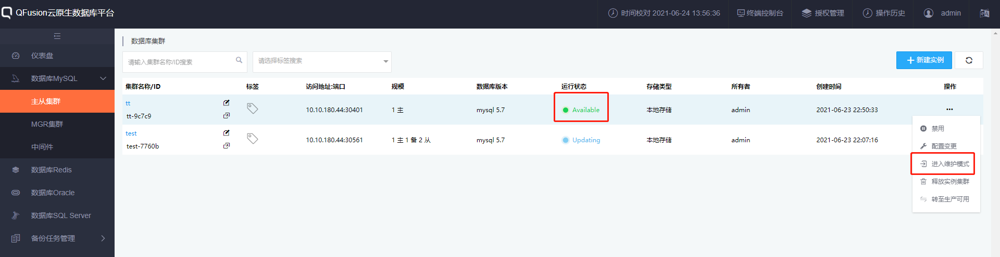 QFusion云原生数据库平台
时间校对 2021-06-24 13:56:36
终端控制台
授权管理
操作历史
admin
仪表盘
数据库MySQL
主从集群
MGR集群
中间件
数据库Redis
数据库Oracle
数据库SQL Server
备份任务管理
数据库集群
请输入集群名称/ID搜索
请选择标签搜索
新建实例
集群名称/ID 标签 访问地址:端口 规模 数据库版本 运行状态 存储类型 所有者 创建时间 操作
tt
tt-9c7c9
10.10.180.44:30401 1 主 mysql 5.7 Available 本地存储 admin 2021-06-23 22:50:33 •••
test
test-7760b
10.10.180.44:30561 1 主 1 备 2 从 mysql 5.7 Updating 本地存储 admin 2021-06-23 22:07:16
禁用
配置变更
进入维护模式
释放实例集群
转至生产可用